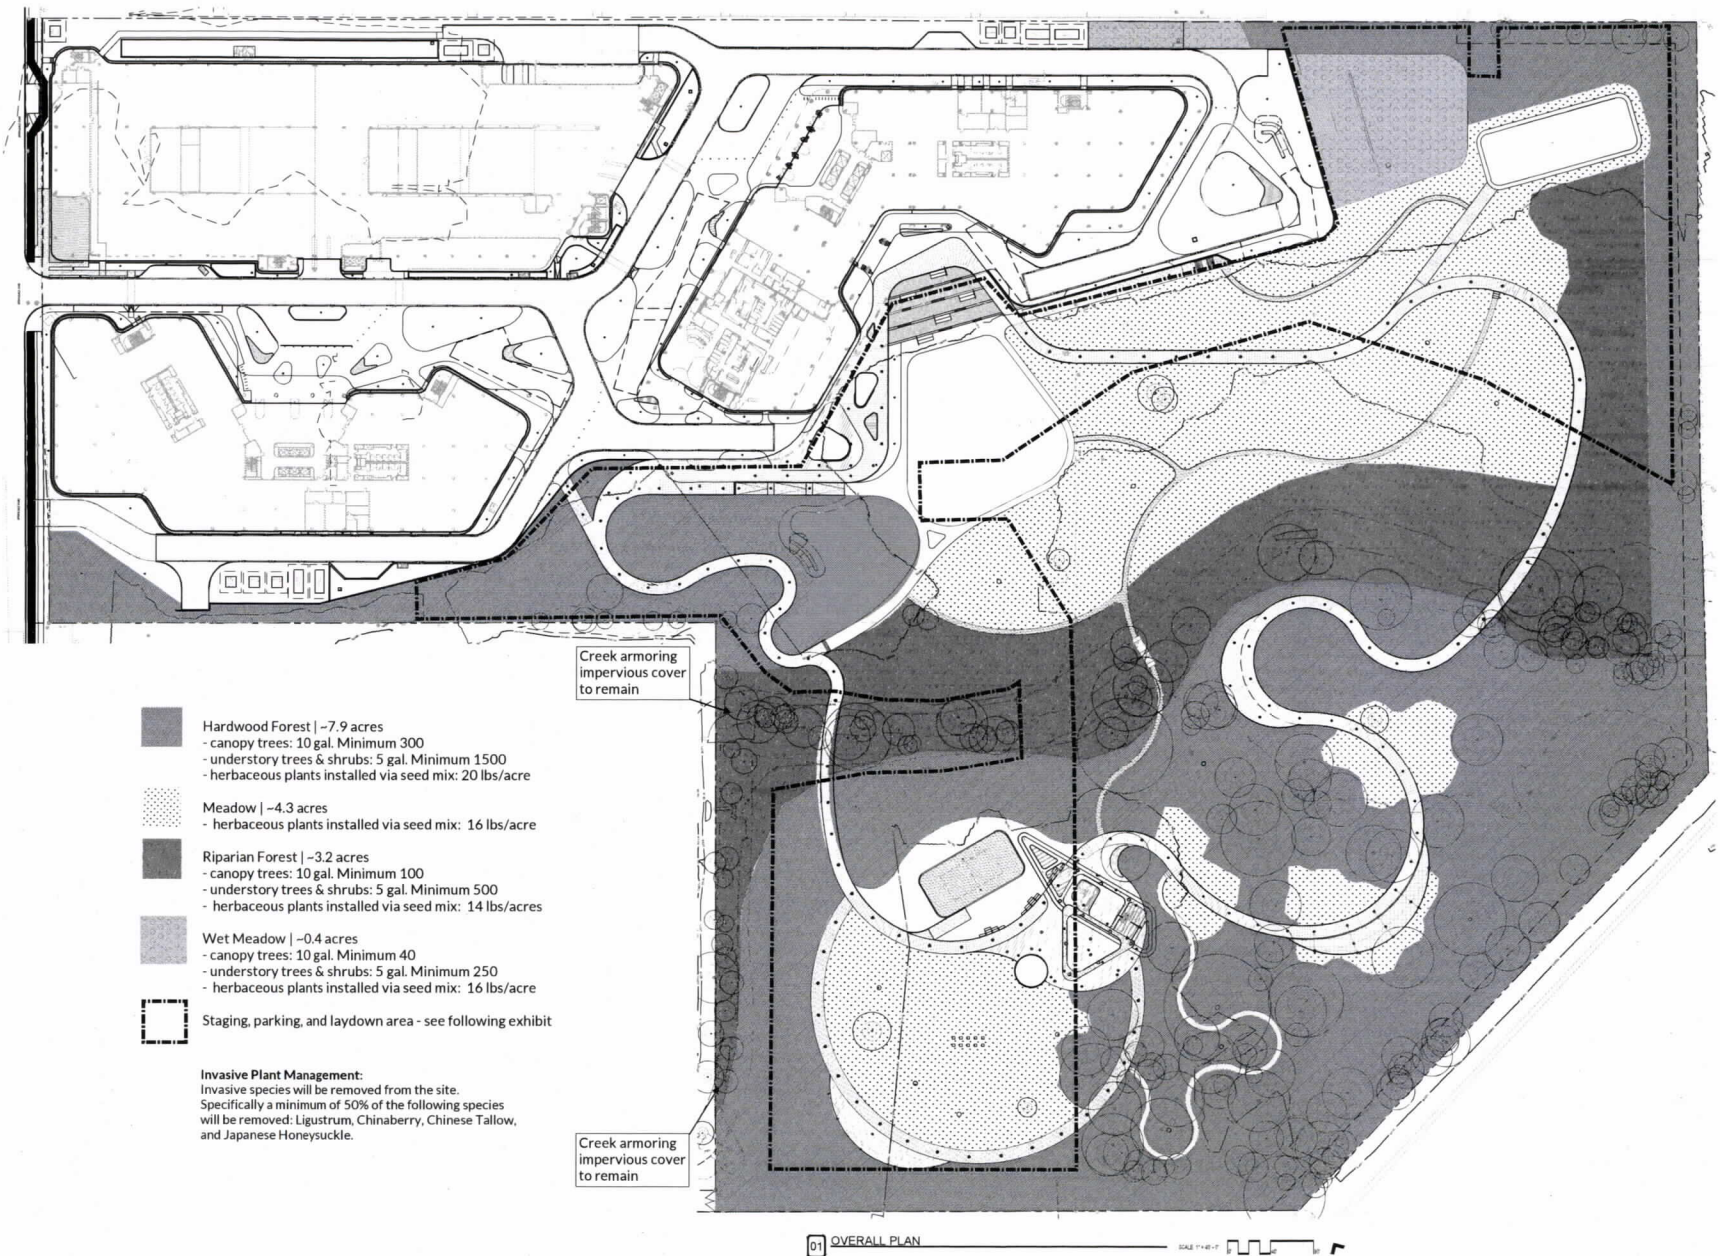 Creek armoring
impervious cover
to remain
Hardwood Forest | ~7.9 acres
- canopy trees: 10 gal. Minimum 300
- understory trees & shrubs: 5 gal. Minimum 1500
- herbaceous plants installed via seed mix: 20 lbs/acre
Meadow | ~4.3 acres
- herbaceous plants installed via seed mix: 16 lbs/acre
Riparian Forest | ~3.2 acres
- canopy trees: 10 gal. Minimum 100
- understory trees & shrubs: 5 gal. Minimum 500
- herbaceous plants installed via seed mix: 14 lbs/acres
Wet Meadow | ~0.4 acres
- canopy trees: 10 gal. Minimum 40
- understory trees & shrubs: 5 gal. Minimum 250
- herbaceous plants installed via seed mix: 16 lbs/acre
Staging, parking, and laydown area - see following exhibit
Invasive Plant Management:
Invasive species will be removed from the site.
Specifically a minimum of 50% of the following species
will be removed: Ligustrum, Chinaberry, Chinese Tallow,
and Japanese Honeysuckle.
Creek armoring
impervious cover
to remain
01 OVERALL PLAN